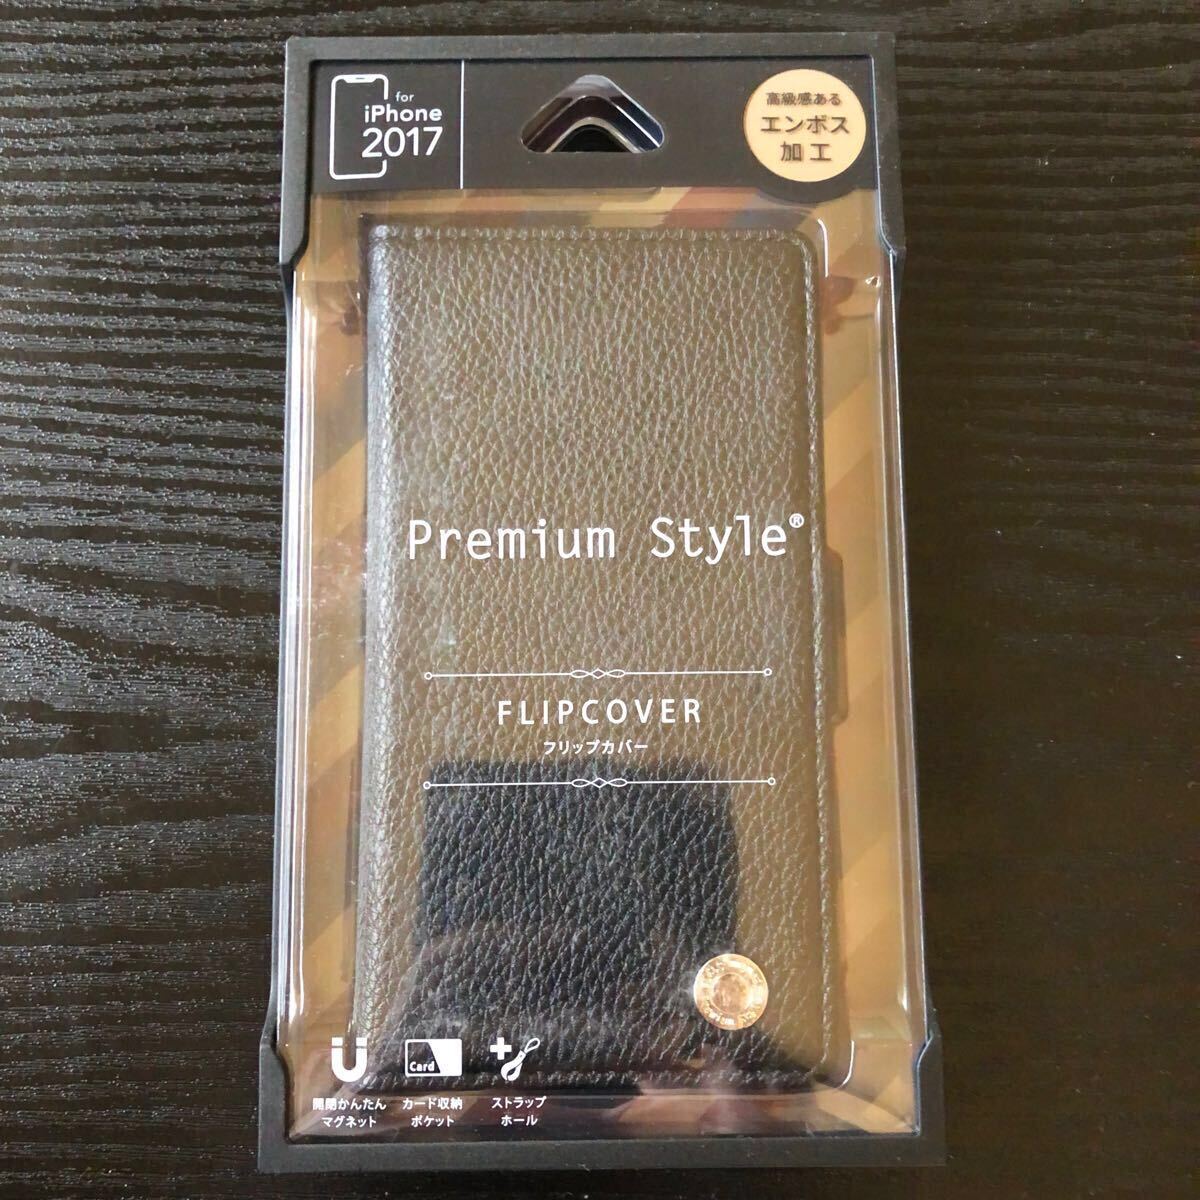 for
iPhone
2017
高級感ある
エンボス
加工
Premium Style®
FLIPCOVER
フリップカバー
Card
開閉かんたん
マグネット
カード収納
ポケット
ストラップ
ホール